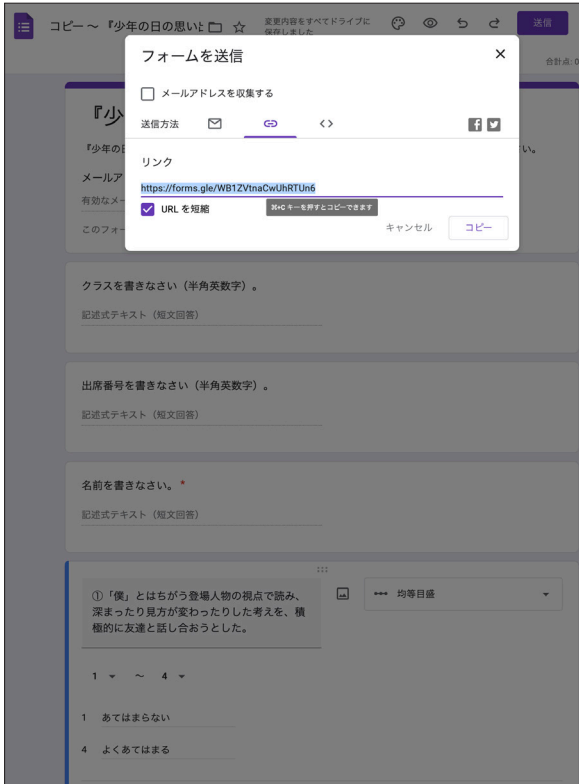 コピー 〜 『少年の日の思い
変更内容をすべてドライブに
保存しました
送信
合計点: 0
フォームを送信
メールアドレスを収集する
送信方法
リンク
https://forms.gle/WB1ZVtnaCwUhRTUn6
URL を短縮
⌘+C キーを押すとコピーできます
キャンセル
コピー
『少
『少年の日
い。
メールア
有効なメー
このフォー
クラスを書きなさい（半角英数字）。
記述式テキスト（短文回答）
出席番号を書きなさい（半角英数字）。
記述式テキスト（短文回答）
名前を書きなさい。*
記述式テキスト（短文回答）
①「僕」とはちがう登場人物の視点で読み、
深まったり見方が変わったりした考えを、積
極的に友達と話し合おうとした。
均等目盛
1 〜 4
1 あてはまらない
4 よくあてはまる